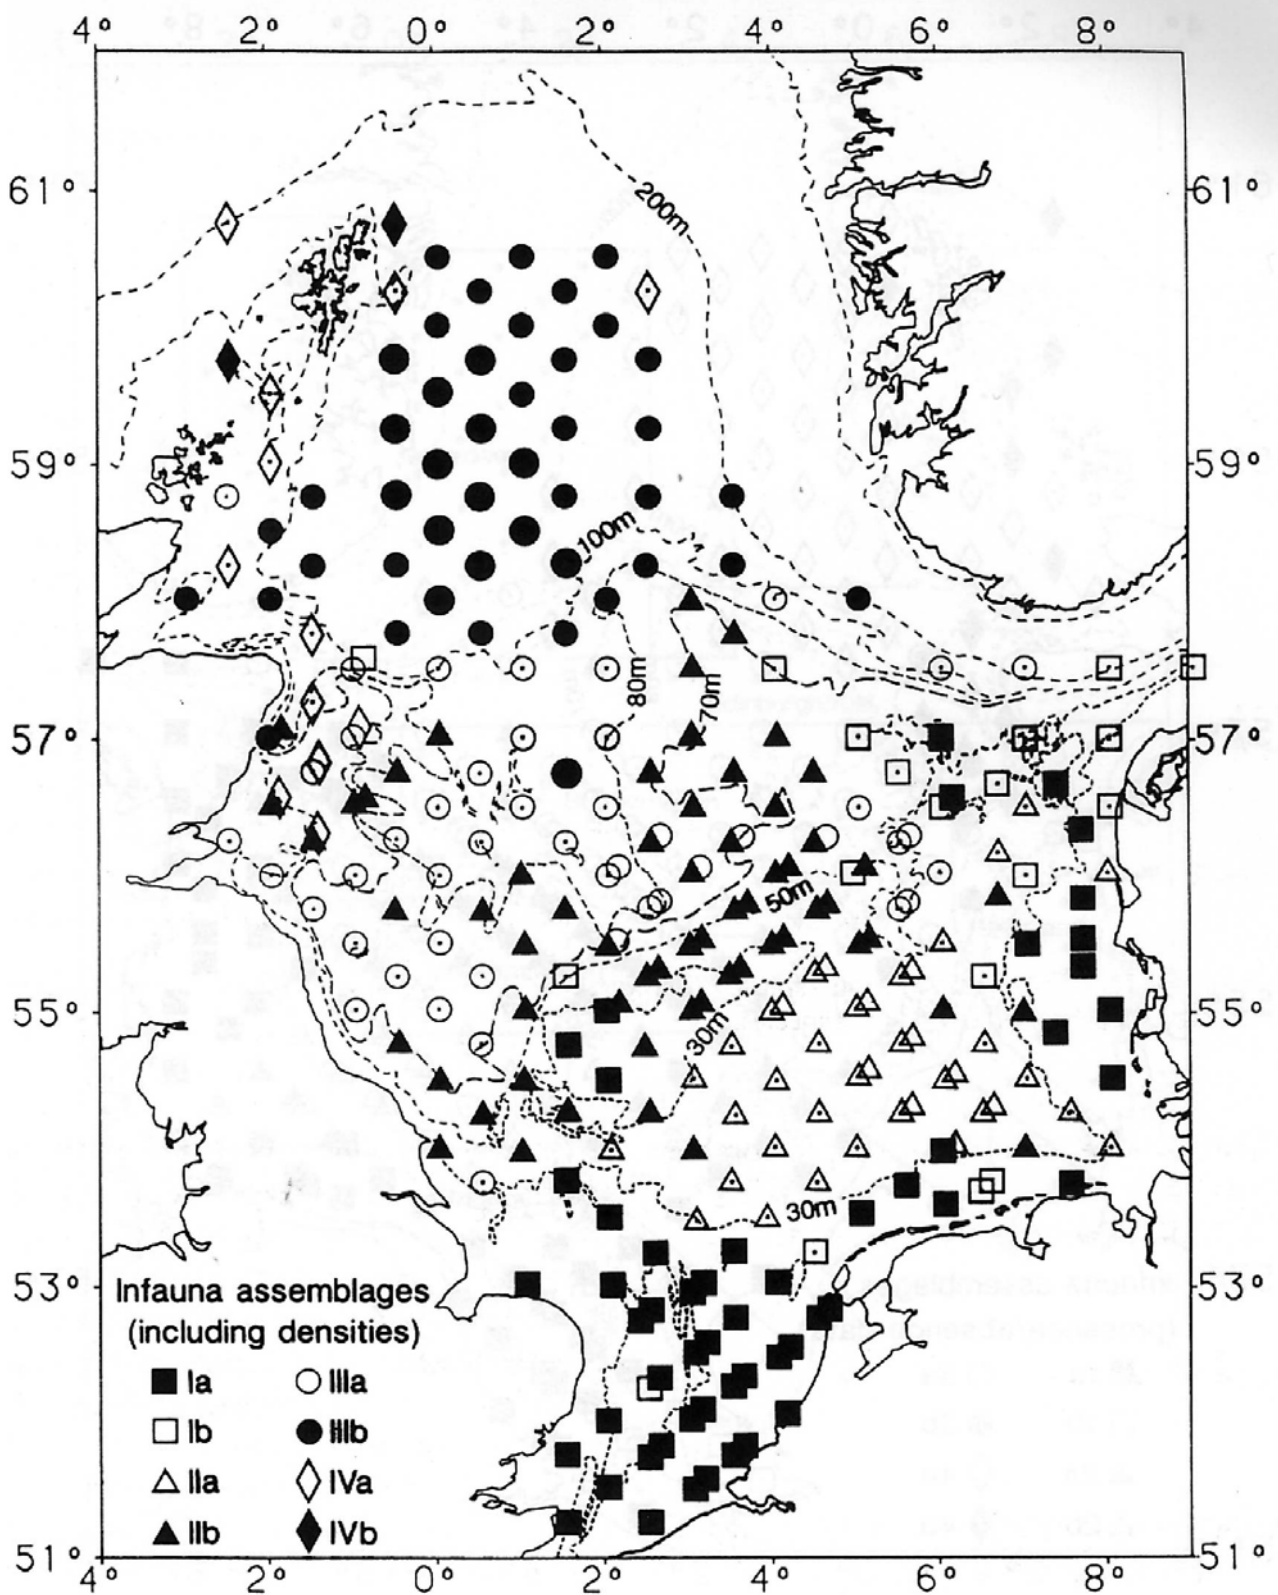 4° 2° 0° 2° 4° 6° 8°
61° 61°
200m
59° 59°
100m
80m
70m
57° 57°
50m
55° 55°
30m
30m
53° 53°
Infauna assemblages
(including densities)
Ia IIIa
Ib IIIb
IIa IVa
IIb IVb
51° 51°
4° 2° 0° 2° 4° 6° 8°